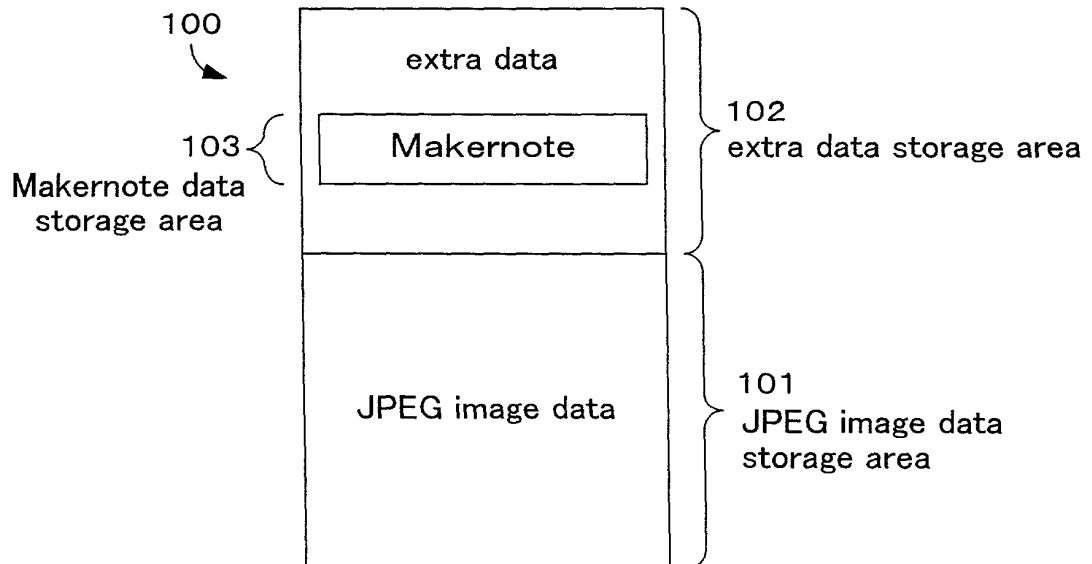 100
extra data
102
extra data storage area
103
Makernote
Makernote data
storage area
JPEG image data
101
JPEG image data
storage area